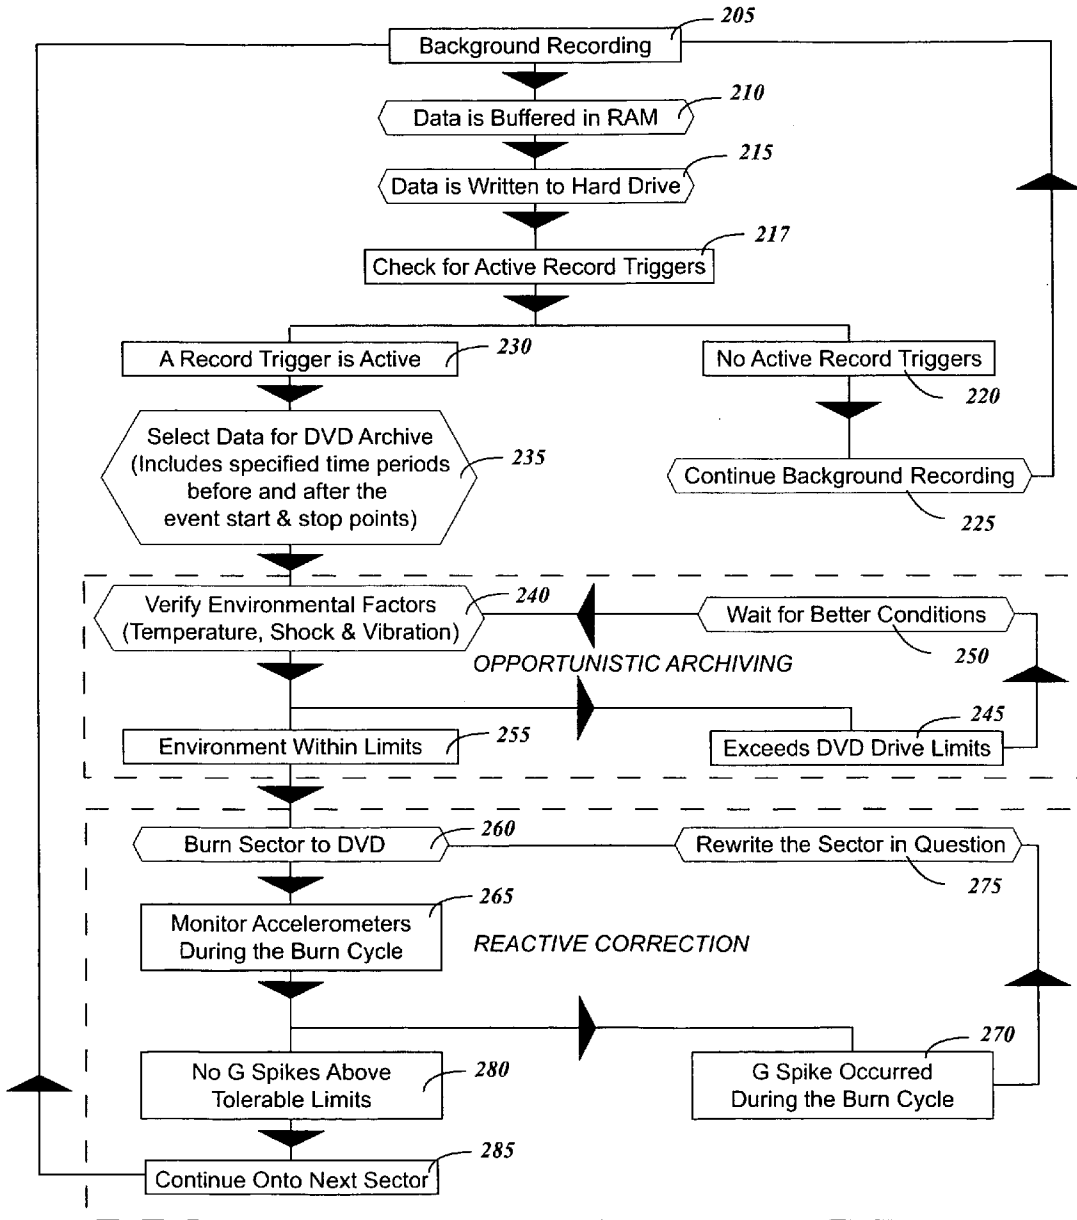 205
Background Recording
210
Data is Buffered in RAM
215
Data is Written to Hard Drive
217
Check for Active Record Triggers
230
A Record Trigger is Active
No Active Record Triggers
220
Select Data for DVD Archive
(Includes specified time periods
before and after the
event start & stop points)
235
Continue Background Recording
225
Verify Environmental Factors
(Temperature, Shock & Vibration)
240
Wait for Better Conditions
250
OPPORTUNISTIC ARCHIVING
Environment Within Limits
255
245
Exceeds DVD Drive Limits
Burn Sector to DVD
260
Rewrite the Sector in Question
275
265
Monitor Accelerometers
During the Burn Cycle
REACTIVE CORRECTION
No G Spikes Above
Tolerable Limits
280
270
G Spike Occurred
During the Burn Cycle
285
Continue Onto Next Sector